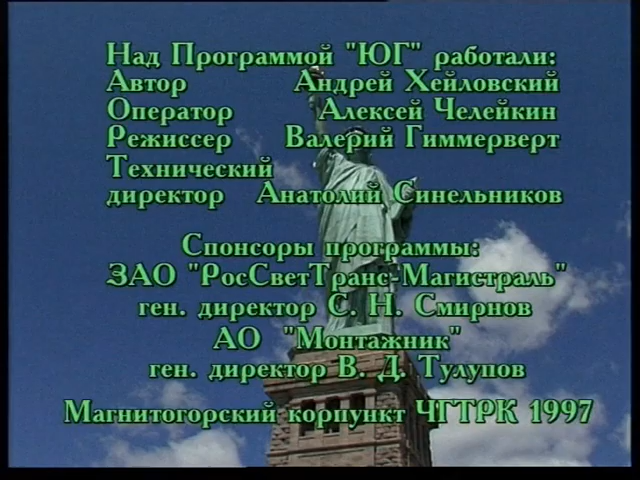 Над Программой "ЮГ" работали:
Автор Андрей Хейловский
Оператор Алексей Челейкин
Режиссер Валерий Гиммерверт
Технический
директор Анатолий Синельников
Спонсоры программы:
ЗАО "РосСветТранс-Магистраль"
ген. директор С. Н. Смирнов
АО "Монтажник"
ген. директор В. Д. Тулупов
Магнитогорский корпункт ЧГТРК 1997